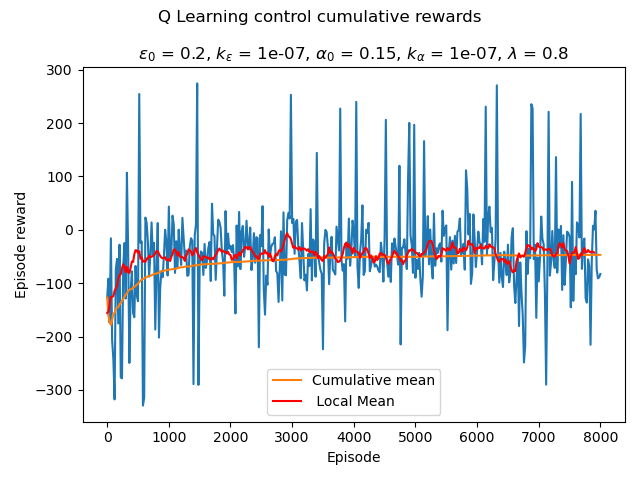 Q Learning control cumulative rewards
ε₀ = 0.2, kε = 1e-07, α₀ = 0.15, kα = 1e-07, λ = 0.8
300
200
100
0
−100
−200
−300
Episode reward
Cumulative mean
Local Mean
0 1000 2000 3000 4000 5000 6000 7000 8000
Episode